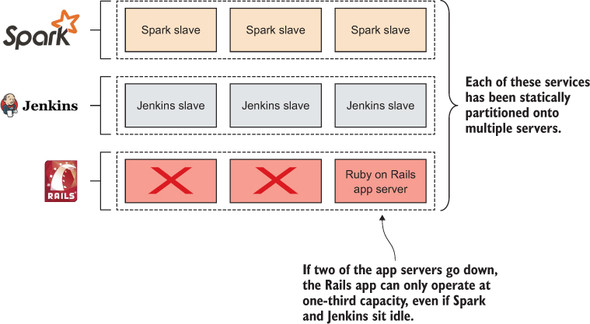 Spark
Spark slave
Spark slave
Spark slave
Jenkins
Jenkins slave
Jenkins slave
Jenkins slave
Each of these services
has been statically
partitioned onto
multiple servers.
RAILS
Ruby on Rails
app server
If two of the app servers go down,
the Rails app can only operate at
one-third capacity, even if Spark
and Jenkins sit idle.